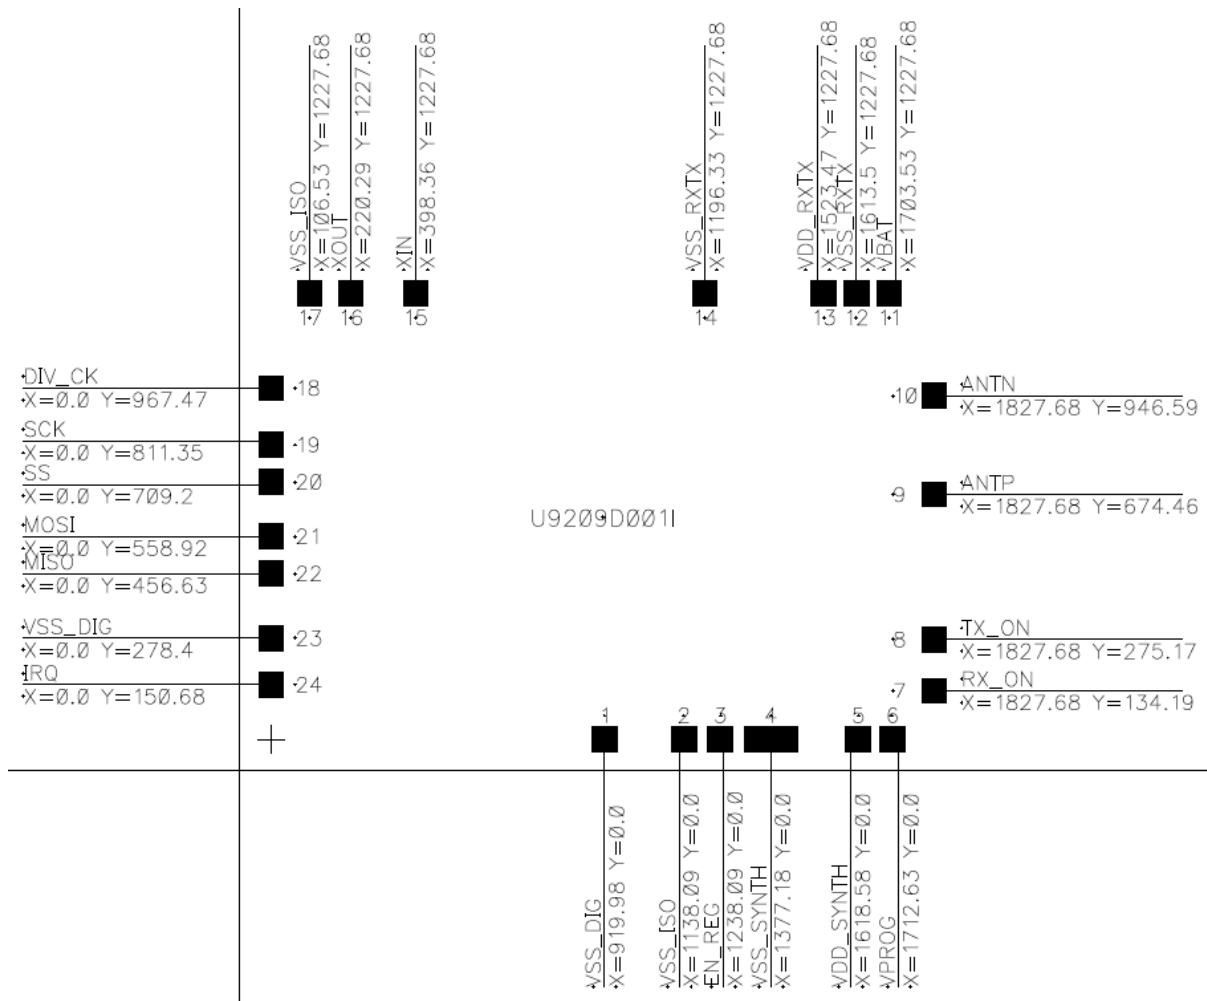 VSS_ISO
X=106.53 Y=1227.68
XOUT
X=220.29 Y=1227.68
XIN
X=398.36 Y=1227.68
VSS_RXTX
X=1196.33 Y=1227.68
VDD_RXTX
X=1523.47 Y=1227.68
VSS_RXTX
X=1613.5 Y=1227.68
VBAT
X=1703.53 Y=1227.68
17
16
15
14
13
12
11
DIV_CK
X=0.0 Y=967.47
18
SCK
X=0.0 Y=811.35
19
SS
X=0.0 Y=709.2
20
MOSI
X=0.0 Y=558.92
21
MISO
X=0.0 Y=456.63
22
VSS_DIG
X=0.0 Y=278.4
23
IRQ
X=0.0 Y=150.68
24
U9209D001I
10
ANTN
X=1827.68 Y=946.59
9
ANTP
X=1827.68 Y=674.46
8
TX_ON
X=1827.68 Y=275.17
7
RX_ON
X=1827.68 Y=134.19
1
2
3
4
5
6
VSS_DIG
X=919.98 Y=0.0
VSS_ISO
X=1138.09 Y=0.0
EN_REG
X=1238.09 Y=0.0
VSS_SYNTH
X=1377.18 Y=0.0
VDD_SYNTH
X=1618.58 Y=0.0
VPROG
X=1712.63 Y=0.0